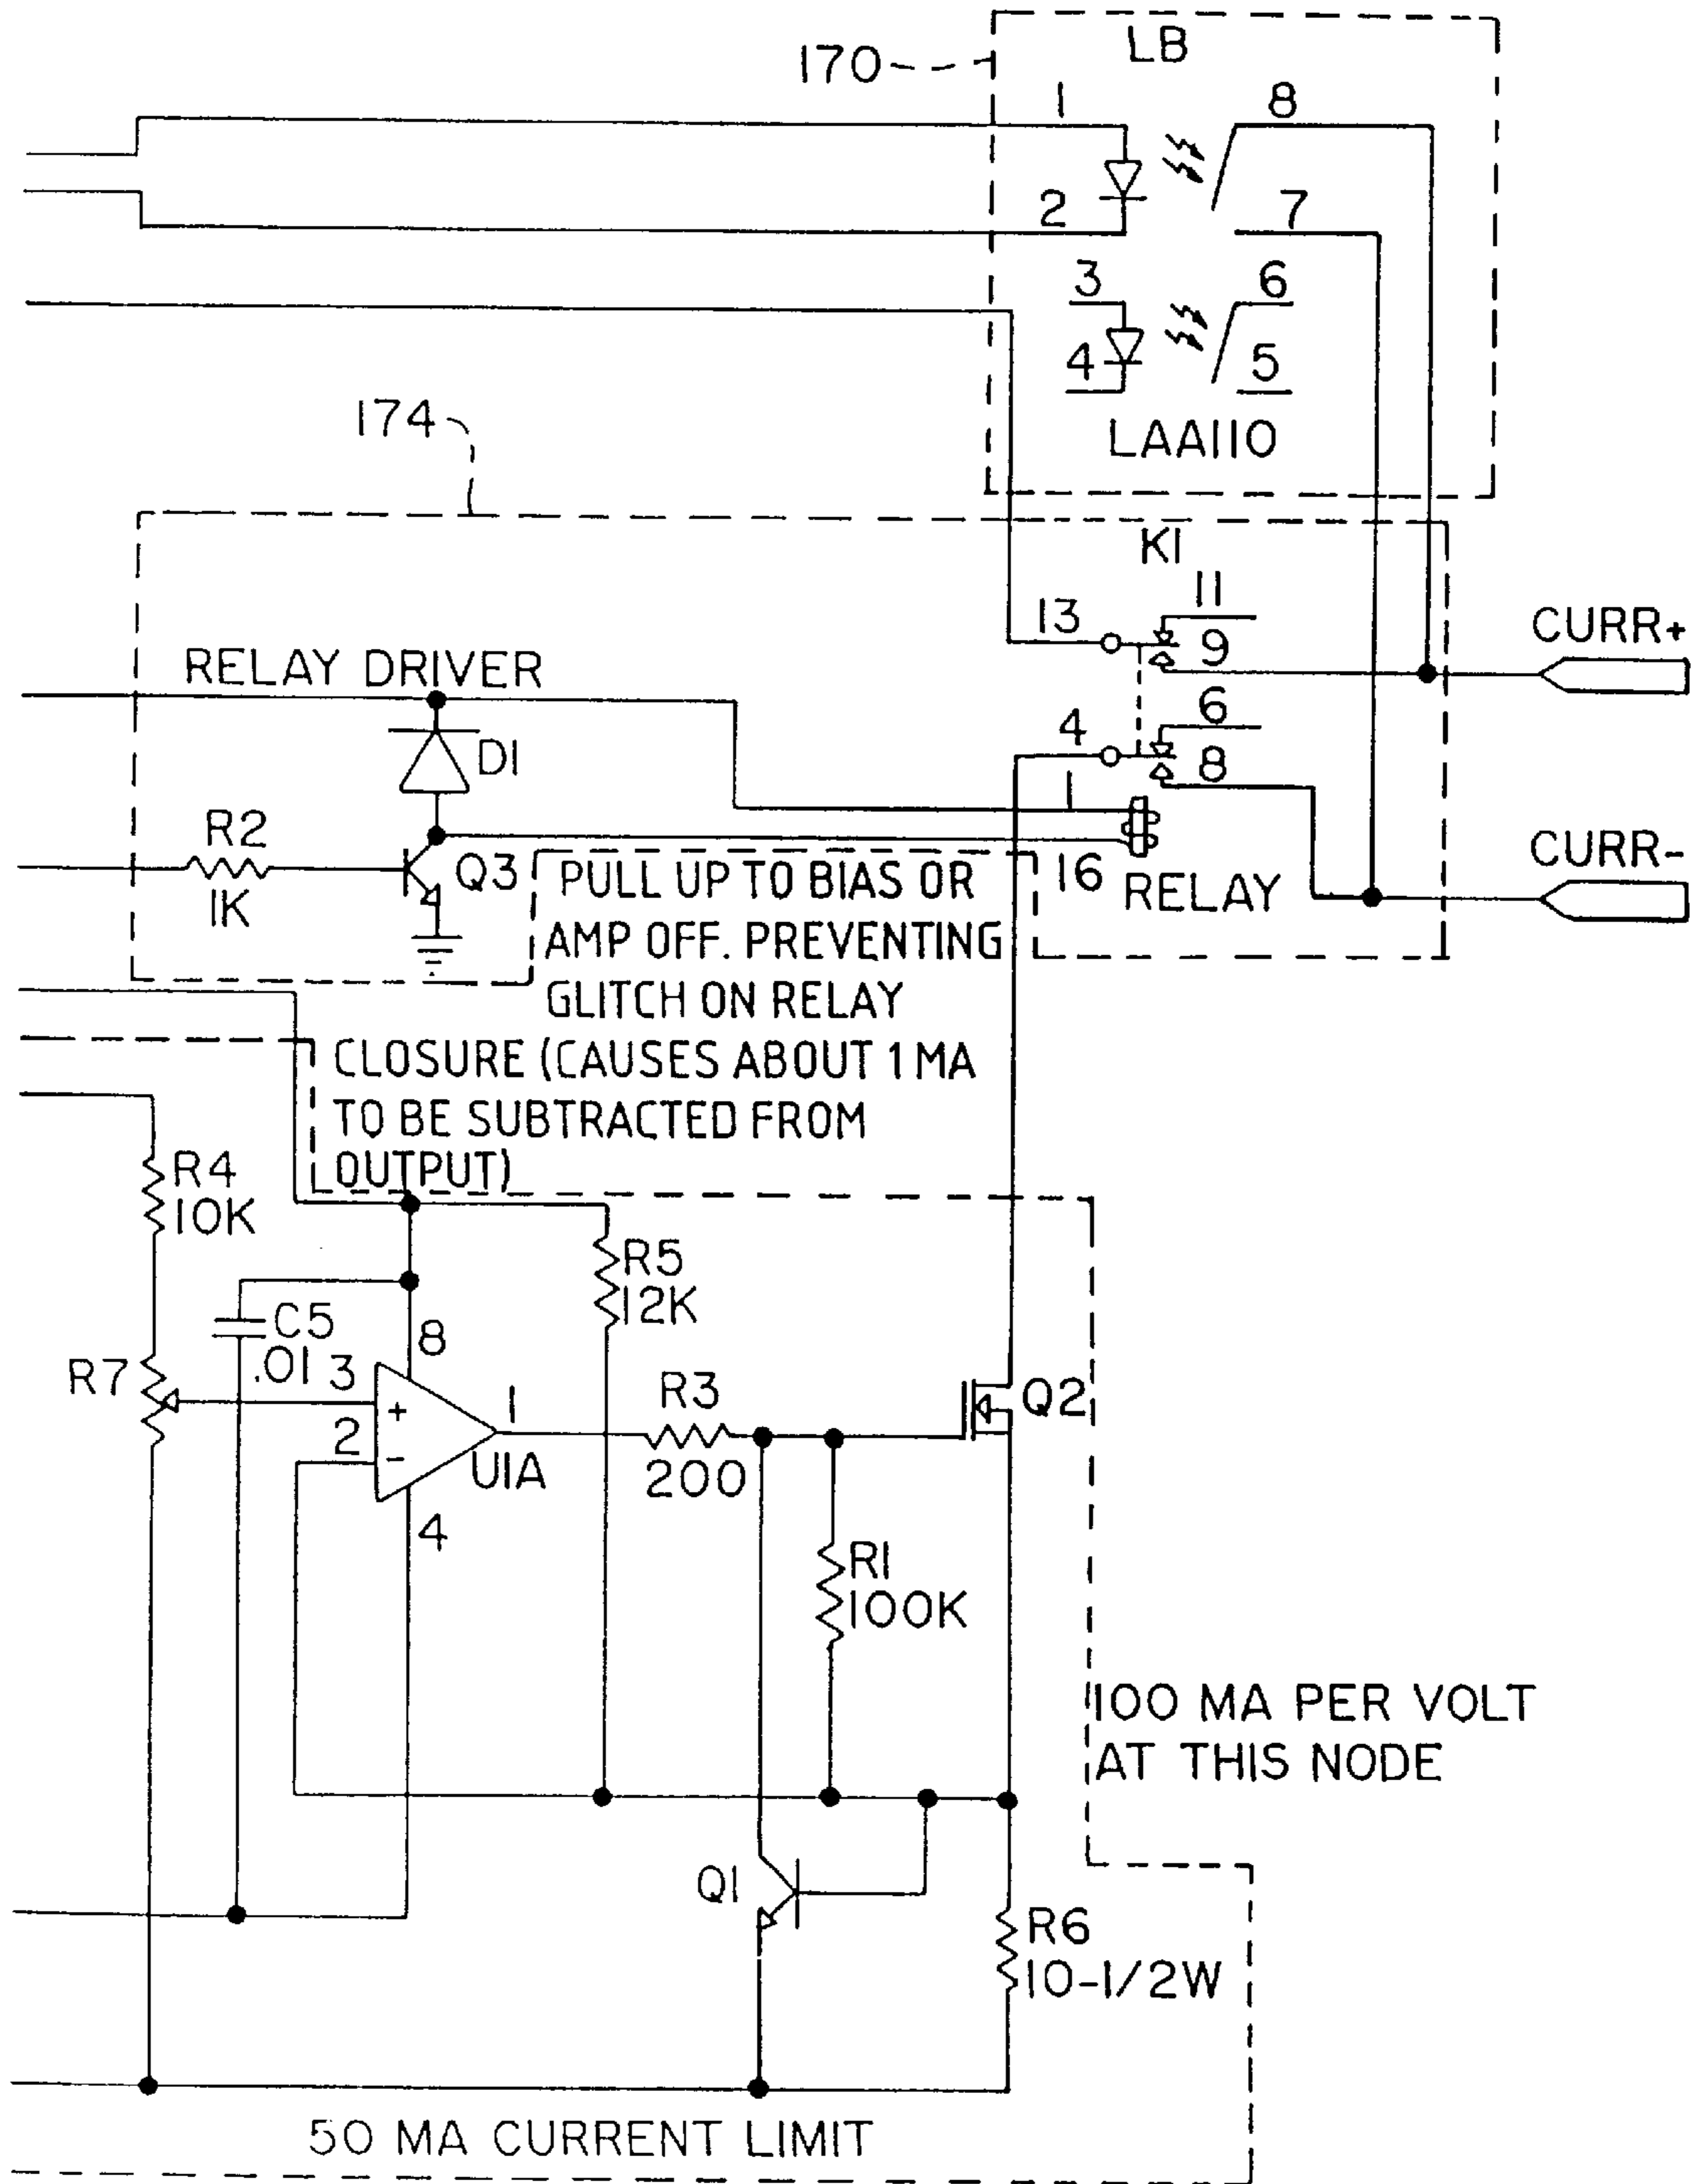 170
LB
1
8
2
7
3
6
4
5
LAA110
174
K1
11
13
9
CURR+
RELAY DRIVER
6
4
8
D1
1
R2
1K
Q3
16
RELAY
CURR-
PULL UP TO BIAS OR
AMP OFF. PREVENTING
GLITCH ON RELAY
CLOSURE (CAUSES ABOUT 1 MA
TO BE SUBTRACTED FROM
OUTPUT)
R4
10K
R5
12K
C5
.01
8
R7
3
+
2
-
1
U1A
4
R3
200
Q2
R1
100K
100 MA PER VOLT
AT THIS NODE
Q1
R6
10-1/2W
50 MA CURRENT LIMIT